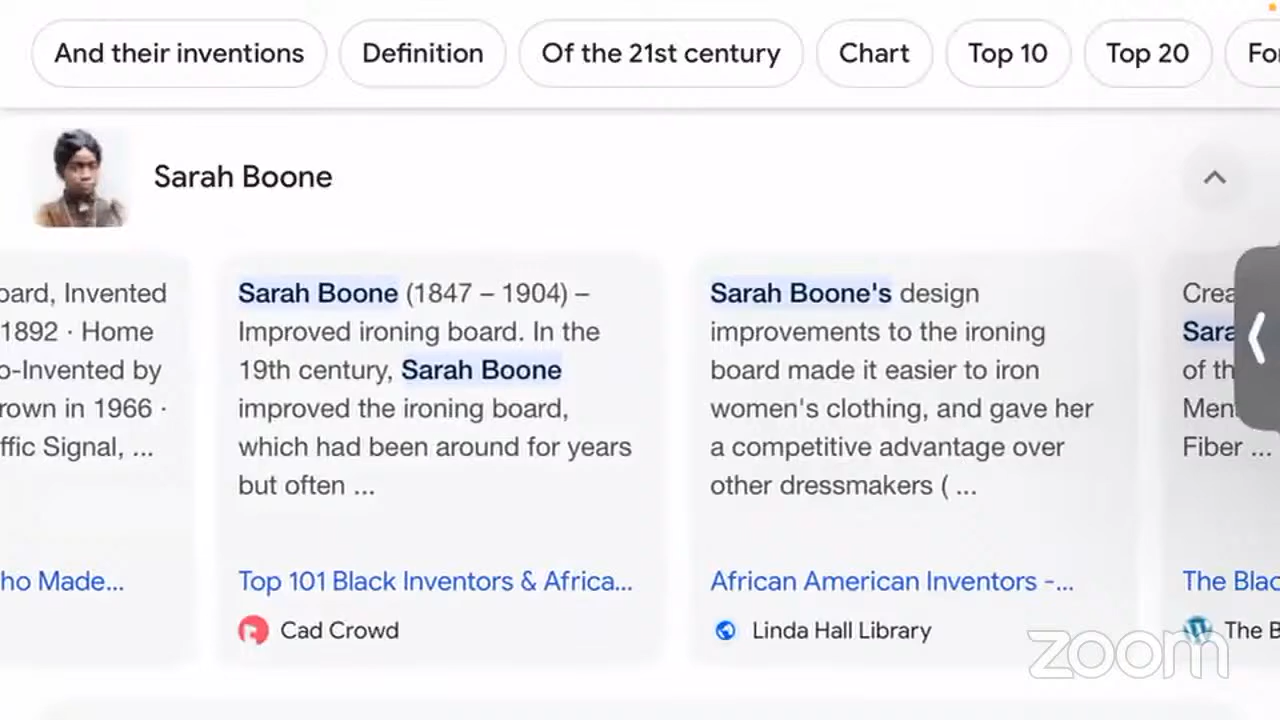 And their inventions
Definition
Of the 21st century
Chart
Top 10
Top 20
Sarah Boone
Invented
1892 · Home
Invented by
in 1966 ·
Signal, ...
Made...
Sarah Boone (1847 – 1904) –
Improved ironing board. In the
19th century, Sarah Boone
improved the ironing board,
which had been around for years
but often ...
Top 101 Black Inventors & Africa...
Cad Crowd
Sarah Boone's design
improvements to the ironing
board made it easier to iron
women's clothing, and gave her
a competitive advantage over
other dressmakers ( ...
African American Inventors -...
Linda Hall Library
of
Fiber ...
The
The
zoom